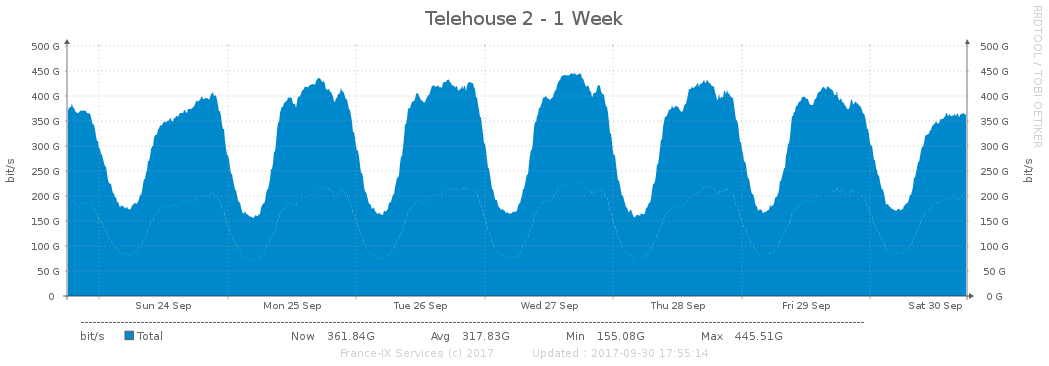 Telehouse 2 - 1 Week
RRDTOOL / TOBI OETIKER
500 G 500 G
450 G 450 G
400 G 400 G
350 G 350 G
300 G 300 G
250 G 250 G
200 G 200 G
150 G 150 G
100 G 100 G
50 G 50 G
0 0 G
bit/s bit/s
Sun 24 Sep Mon 25 Sep Tue 26 Sep Wed 27 Sep Thu 28 Sep Fri 29 Sep Sat 30 Sep
bit/s Total Now 361.84G Avg 317.83G Min 155.08G Max 445.51G
France-IX Services (c) 2017 Updated : 2017-09-30 17:55:14